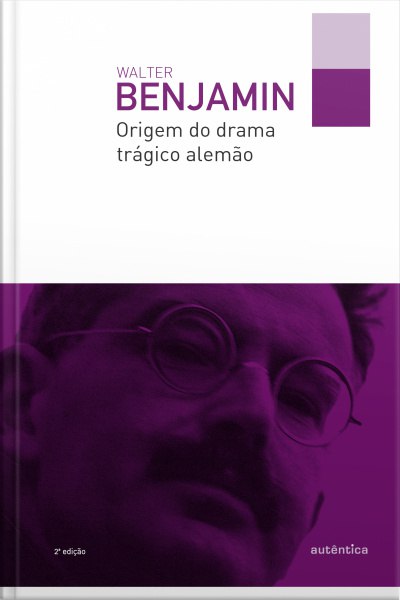 WALTER
BENJAMIN
Origem do drama
trágico alemão
2ª edição
autêntica